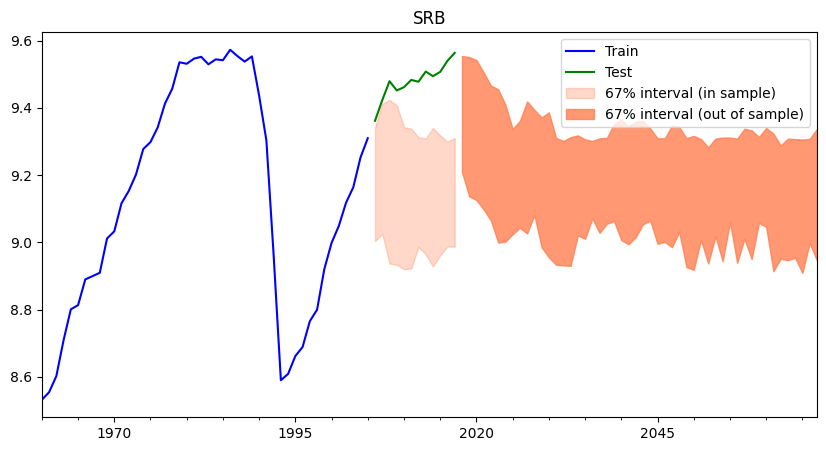 SRB
Train
Test
67% interval (in sample)
67% interval (out of sample)
9.6
9.4
9.2
9.0
8.8
8.6
1970
1995
2020
2045